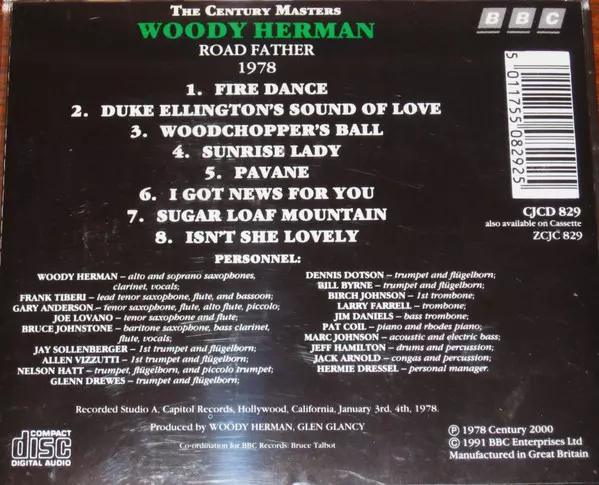 THE CENTURY MASTERS
WOODY HERMAN
ROAD FATHER
1978
1. FIRE DANCE
2. DUKE ELLINGTON'S SOUND OF LOVE
3. WOODCHOPPER'S BALL
4. SUNRISE LADY
5. PAVANE
6. I GOT NEWS FOR YOU
7. SUGAR LOAF MOUNTAIN
8. ISN'T SHE LOVELY
BBC
5 011755 082925
CJCD 829
also available on Cassette
ZCJC 829
PERSONNEL:
WOODY HERMAN – alto and soprano saxophones,
clarinet, vocals;
FRANK TIBERI – lead tenor saxophone, flute, and bassoon;
GARY ANDERSON – tenor saxophone, flute, alto flute, piccolo;
JOE LOVANO – tenor saxophone and flute;
BRUCE JOHNSTONE – baritone saxophone, bass clarinet,
flute, vocals;
JAY SOLLENBERGER – 1st trumpet and flügelhorn;
ALLEN VIZZUTTI – 1st trumpet and flügelhorn;
NELSON HATT – trumpet, flügelhorn, and piccolo trumpet;
GLENN DREWES – trumpet and flügelhorn;
DENNIS DOTSON – trumpet and flügelhorn;
BILL BYRNE – trumpet and flügelhorn;
BIRCH JOHNSON – 1st trombone;
LARRY FARRELL – trombone;
JIM DANIELS – bass trombone;
PAT COIL – piano and rhodes piano;
MARC JOHNSON – acoustic and electric bass;
JEFF HAMILTON – drums and percussion;
JACK ARNOLD – congas and percussion;
HERMIE DRESSEL – personal manager.
Recorded Studio A, Capitol Records, Hollywood, California, January 3rd, 4th, 1978.
Produced by WOODY HERMAN, GLEN GLANCY
Co-ordination for BBC Records: Bruce Talbot
COMPACT
disc
DIGITAL AUDIO
Ⓟ 1978 Century 2000
© 1991 BBC Enterprises Ltd
Manufactured in Great Britain